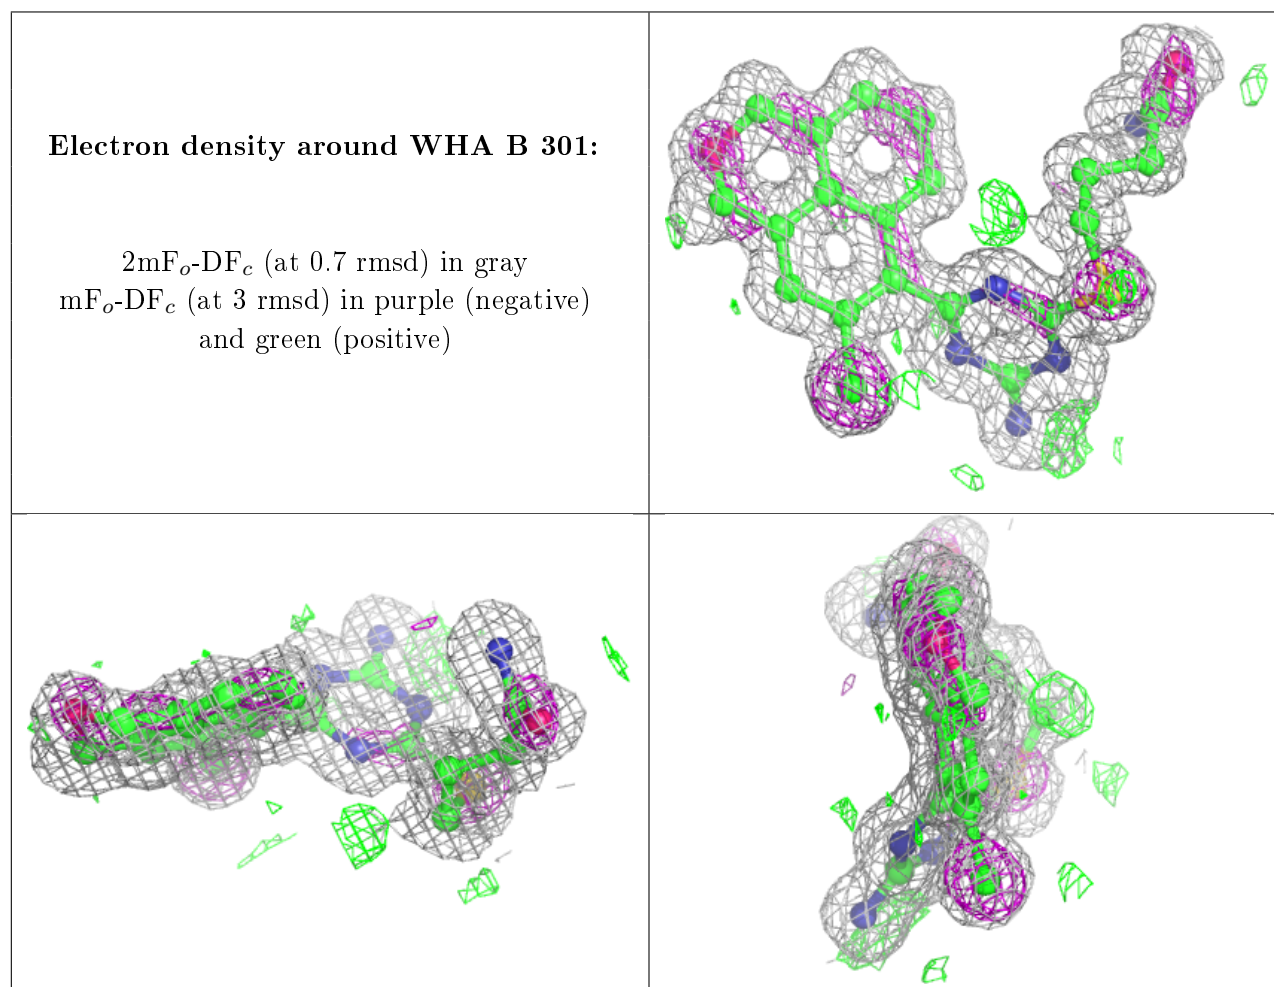 Electron density around WHA B 301:
2mFo-DFc (at 0.7 rmsd) in gray
mFo-DFc (at 3 rmsd) in purple (negative)
and green (positive)